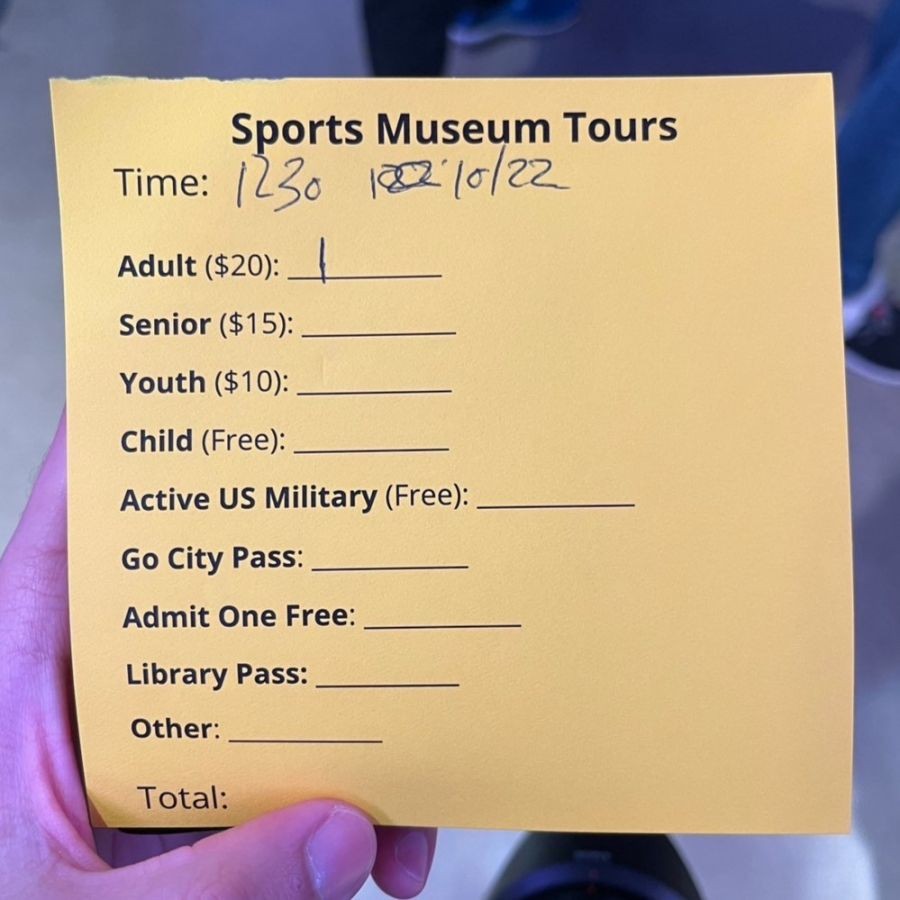 Sports Museum Tours
Time: 1230 10/22
Adult ($20): 1
Senior ($15):
Youth ($10):
Child (Free):
Active US Military (Free):
Go City Pass:
Admit One Free:
Library Pass:
Other:
Total: